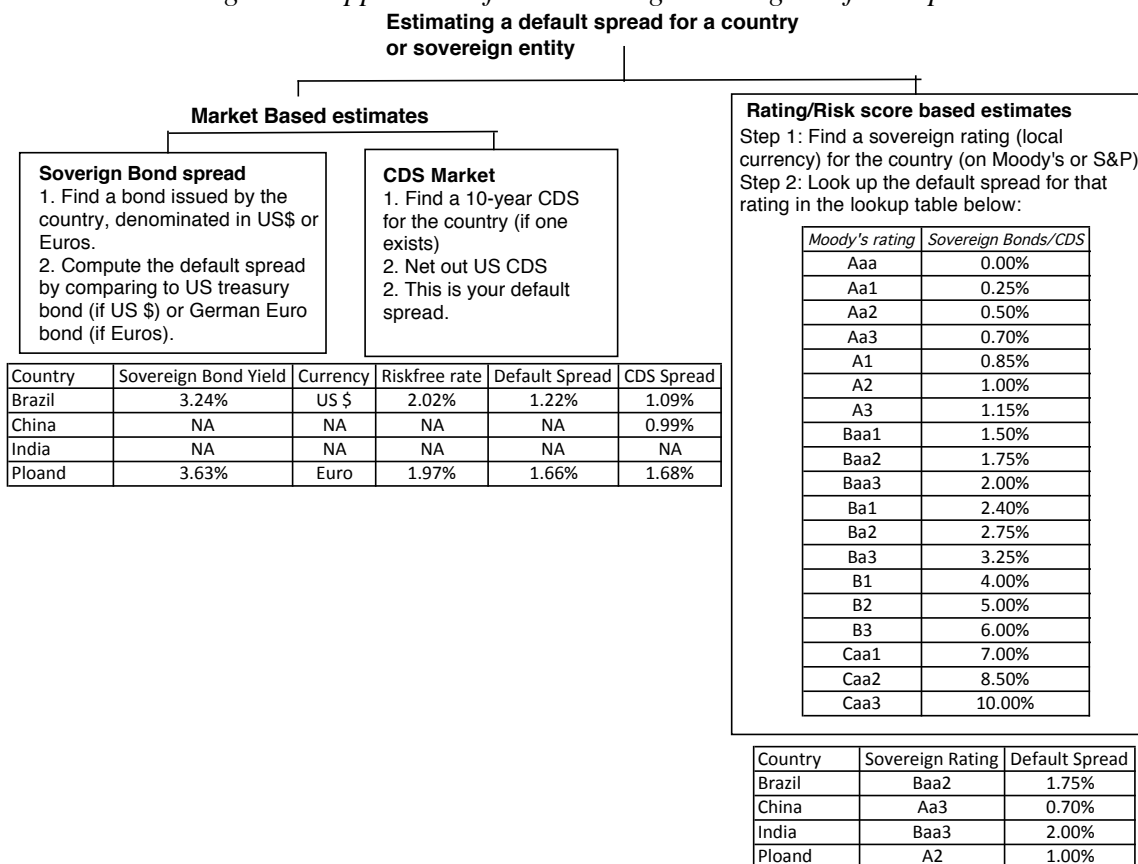 Estimating a default spread for a country
or sovereign entity
Market Based estimates
Soverign Bond spread
1. Find a bond issued by the
country, denominated in US$ or
Euros.
2. Compute the default spread
by comparing to US treasury
bond (if US $) or German Euro
bond (if Euros).
CDS Market
1. Find a 10-year CDS
for the country (if one
exists)
2. Net out US CDS
2. This is your default
spread.
Country Sovereign Bond Yield Currency Riskfree rate Default Spread CDS Spread
Brazil 3.24% US $ 2.02% 1.22% 1.09%
China NA NA NA NA 0.99%
India NA NA NA NA NA
Ploand 3.63% Euro 1.97% 1.66% 1.68%
Rating/Risk score based estimates
Step 1: Find a sovereign rating (local
currency) for the country (on Moody's or S&P)
Step 2: Look up the default spread for that
rating in the lookup table below:
Moody's rating Sovereign Bonds/CDS
Aaa 0.00%
Aa1 0.25%
Aa2 0.50%
Aa3 0.70%
A1 0.85%
A2 1.00%
A3 1.15%
Baa1 1.50%
Baa2 1.75%
Baa3 2.00%
Ba1 2.40%
Ba2 2.75%
Ba3 3.25%
B1 4.00%
B2 5.00%
B3 6.00%
Caa1 7.00%
Caa2 8.50%
Caa3 10.00%
Country Sovereign Rating Default Spread
Brazil Baa2 1.75%
China Aa3 0.70%
India Baa3 2.00%
Ploand A2 1.00%